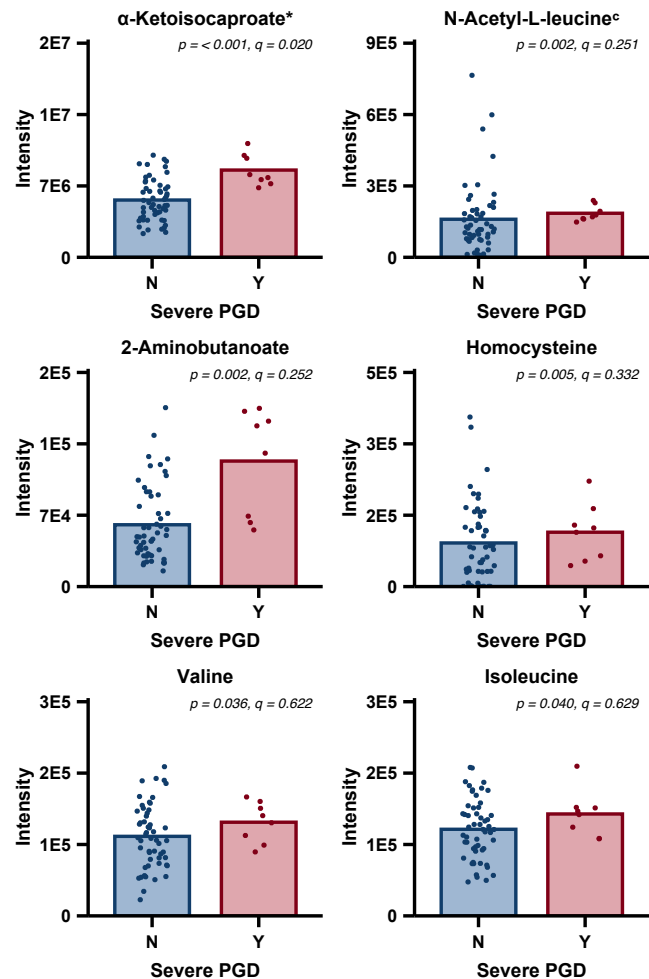 α-Ketoisocaproate*
p = < 0.001, q = 0.020
Intensity
2E7
1E7
7E6
0
N
Y
Severe PGD
N-Acetyl-L-leucineᶜ
p = 0.002, q = 0.251
Intensity
9E5
6E5
3E5
0
N
Y
Severe PGD
2-Aminobutanoate
p = 0.002, q = 0.252
Intensity
2E5
1E5
7E4
0
N
Y
Severe PGD
Homocysteine
p = 0.005, q = 0.332
Intensity
5E5
3E5
2E5
0
N
Y
Severe PGD
Valine
p = 0.036, q = 0.622
Intensity
3E5
2E5
1E5
0
N
Y
Severe PGD
Isoleucine
p = 0.040, q = 0.629
Intensity
3E5
2E5
1E5
0
N
Y
Severe PGD